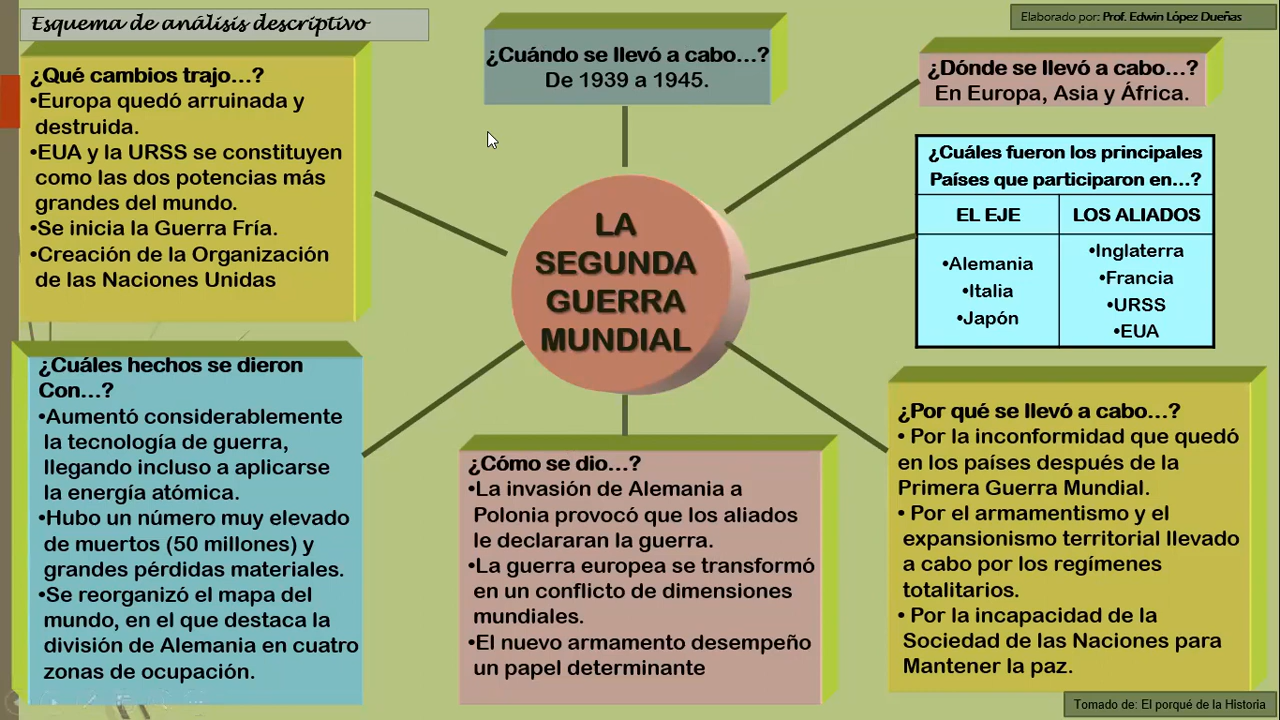 Esquema de análisis descriptivo
Elaborado por: Prof. Edwin López Dueñas
¿Qué cambios trajo...?
•Europa quedó arruinada y
destruida.
•EUA y la URSS se constituyen
como las dos potencias más
grandes del mundo.
•Se inicia la Guerra Fría.
•Creación de la Organización
de las Naciones Unidas
¿Cuándo se llevó a cabo...?
De 1939 a 1945.
¿Dónde se llevó a cabo...?
En Europa, Asia y África.
¿Cuáles fueron los principales
Países que participaron en...?
EL EJE
LOS ALIADOS
•Alemania
•Italia
•Japón
•Inglaterra
•Francia
•URSS
•EUA
LA
SEGUNDA
GUERRA
MUNDIAL
¿Cuáles hechos se dieron
Con...?
•Aumentó considerablemente
la tecnología de guerra,
llegando incluso a aplicarse
la energía atómica.
•Hubo un número muy elevado
de muertos (50 millones) y
grandes pérdidas materiales.
•Se reorganizó el mapa del
mundo, en el que destaca la
división de Alemania en cuatro
zonas de ocupación.
¿Cómo se dio...?
•La invasión de Alemania a
Polonia provocó que los aliados
le declararan la guerra.
•La guerra europea se transformó
en un conflicto de dimensiones
mundiales.
•El nuevo armamento desempeño
un papel determinante
¿Por qué se llevó a cabo...?
• Por la inconformidad que quedó
en los países después de la
Primera Guerra Mundial.
• Por el armamentismo y el
expansionismo territorial llevado
a cabo por los regímenes
totalitarios.
• Por la incapacidad de la
Sociedad de las Naciones para
Mantener la paz.
Tomado de: El porqué de la Historia